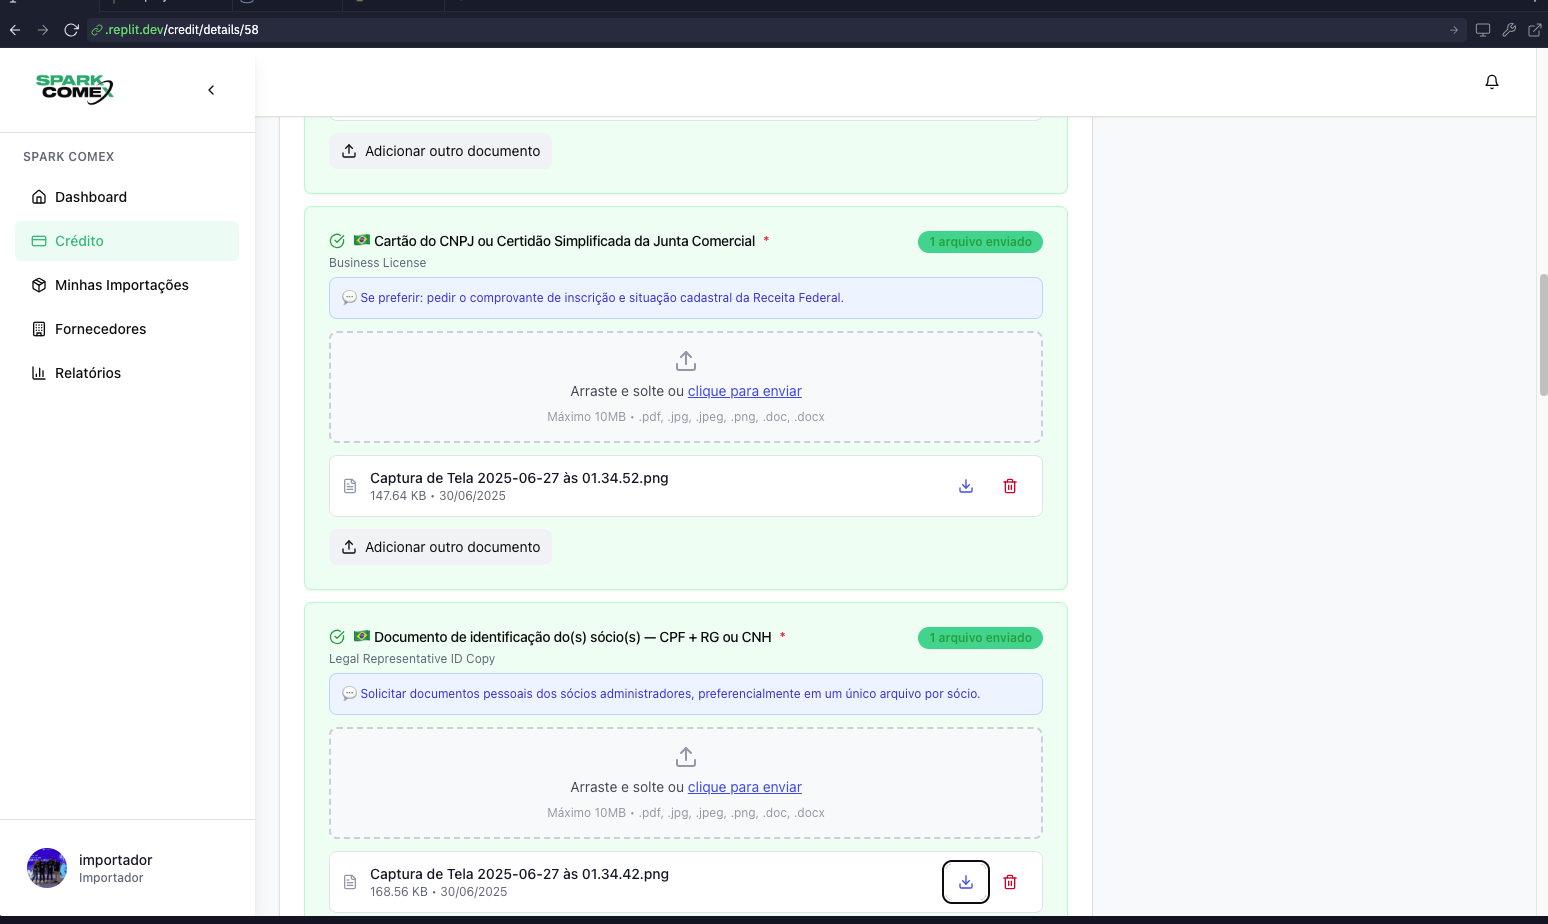 .replit.dev/credit/details/58
SPARK
COMEX
SPARK COMEX
Dashboard
Crédito
Minhas Importações
Fornecedores
Relatórios
importador
Importador
Adicionar outro documento
Cartão do CNPJ ou Certidão Simplificada da Junta Comercial *
1 arquivo enviado
Business License
Se preferir: pedir o comprovante de inscrição e situação cadastral da Receita Federal.
Arraste e solte ou clique para enviar
Máximo 10MB • .pdf, .jpg, .jpeg, .png, .doc, .docx
Captura de Tela 2025-06-27 às 01.34.52.png
147.64 KB • 30/06/2025
Adicionar outro documento
Documento de identificação do(s) sócio(s) — CPF + RG ou CNH *
1 arquivo enviado
Legal Representative ID Copy
Solicitar documentos pessoais dos sócios administradores, preferencialmente em um único arquivo por sócio.
Arraste e solte ou clique para enviar
Máximo 10MB • .pdf, .jpg, .jpeg, .png, .doc, .docx
Captura de Tela 2025-06-27 às 01.34.42.png
168.56 KB • 30/06/2025